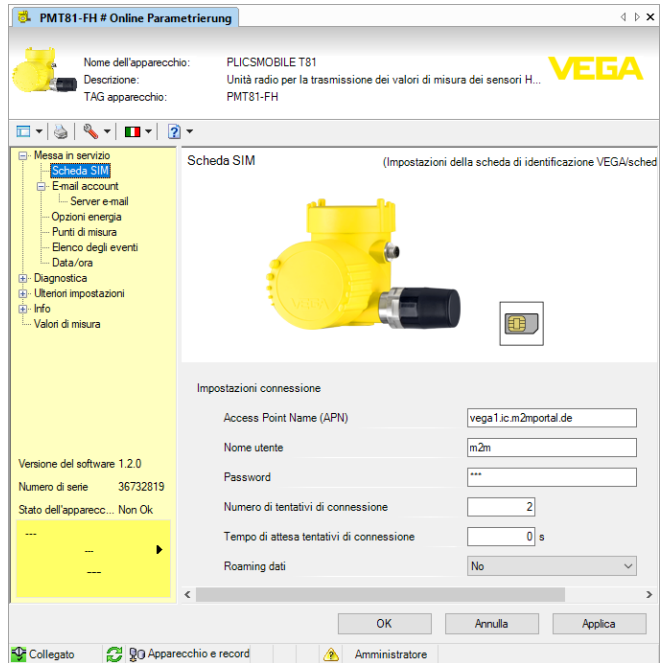 PMT81-FH # Online Parametrierung
Nome dell'apparecchio: PLICSMOBILE T81
Descrizione: Unità radio per la trasmissione dei valori di misura dei sensori H...
TAG apparecchio: PMT81-FH
VEGA
Messa in servizio
Scheda SIM
E-mail account
Server e-mail
Opzioni energia
Punti di misura
Elenco degli eventi
Data/ora
Diagnostica
Ulteriori impostazioni
Info
Valori di misura
Versione del software 1.2.0
Numero di serie 36732819
Stato dell'apparecc... Non Ok
---
---
---
Scheda SIM (Impostazioni della scheda di identificazione VEGA/sched
VEGA
Impostazioni connessione
Access Point Name (APN) vega1.ic.m2mportal.de
Nome utente m2m
Password ***
Numero di tentativi di connessione 2
Tempo di attesa tentativi di connessione 0 s
Roaming dati No
OK Annulla Applica
Collegato Apparecchio e record Amministratore